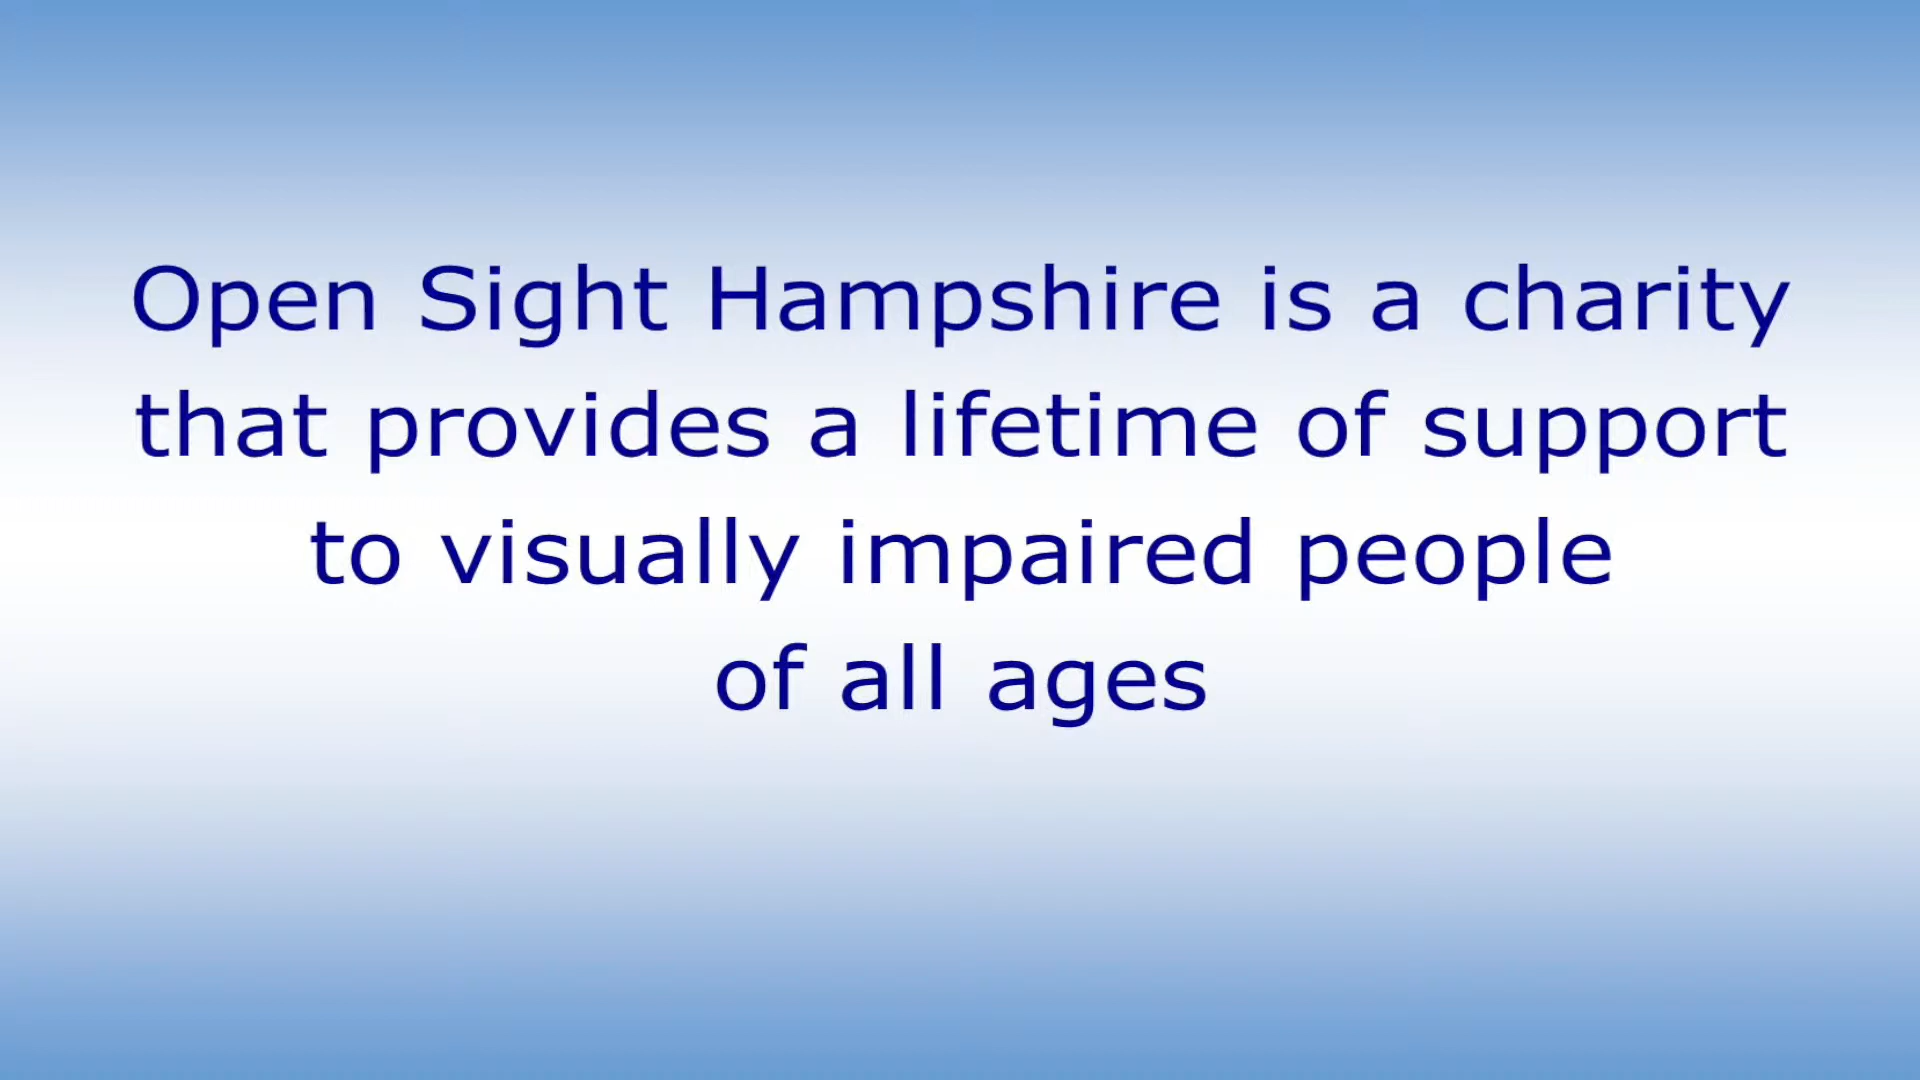 Open Sight Hampshire is a charity
that provides a lifetime of support
to visually impaired people
of all ages